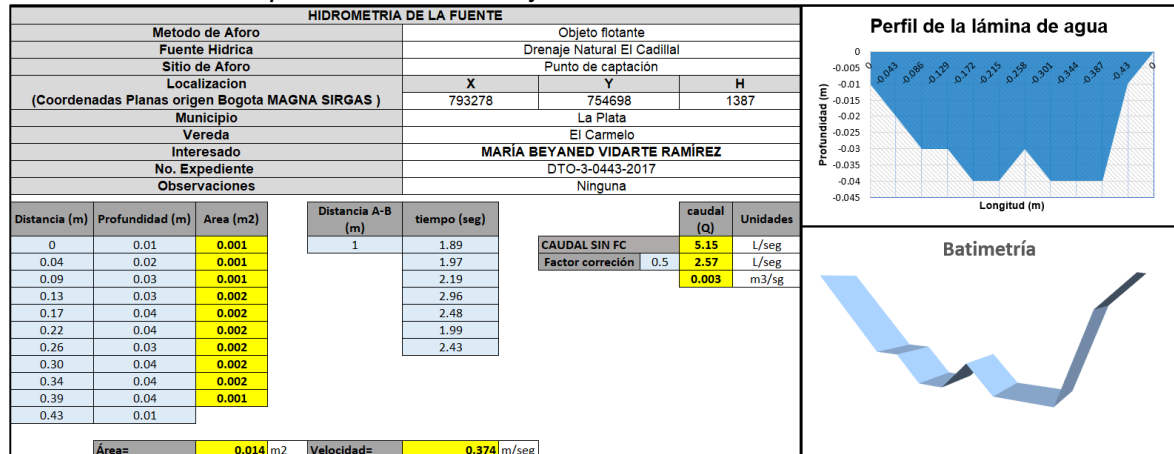 HIDROMETRIA DE LA FUENTE
Metodo de Aforo Objeto flotante
Fuente Hidrica Drenaje Natural El Cadillal
Sitio de Aforo Punto de captación
Localizacion X Y H
(Coordenadas Planas origen Bogota MAGNA SIRGAS ) 793278 754698 1387
Municipio La Plata
Vereda El Carmelo
Interesado MARÍA BEYANED VIDARTE RAMÍREZ
No. Expediente DTO-3-0443-2017
Observaciones Ninguna
Distancia (m) Profundidad (m) Area (m2)
0 0.01 0.001
0.04 0.02 0.001
0.09 0.03 0.001
0.13 0.03 0.002
0.17 0.04 0.002
0.22 0.04 0.002
0.26 0.03 0.002
0.30 0.04 0.002
0.34 0.04 0.002
0.39 0.04 0.001
0.43 0.01
Distancia A-B (m) tiempo (seg)
1 1.89
1.97
2.19
2.96
2.48
1.99
2.43
caudal (Q) Unidades
CAUDAL SIN FC 5.15 L/seg
Factor correción 0.5 2.57 L/seg
0.003 m3/sg
Área= 0.014 m2 Velocidad= 0.374 m/seg
Perfil de la lámina de agua
0
-0.005
-0.01
-0.015
-0.02
-0.025
-0.03
-0.035
-0.04
-0.045
Profundidad (m)
0 -0.043 -0.086 -0.129 -0.172 -0.215 -0.258 -0.301 -0.344 -0.387 -0.43 0
Longitud (m)
Batimetría